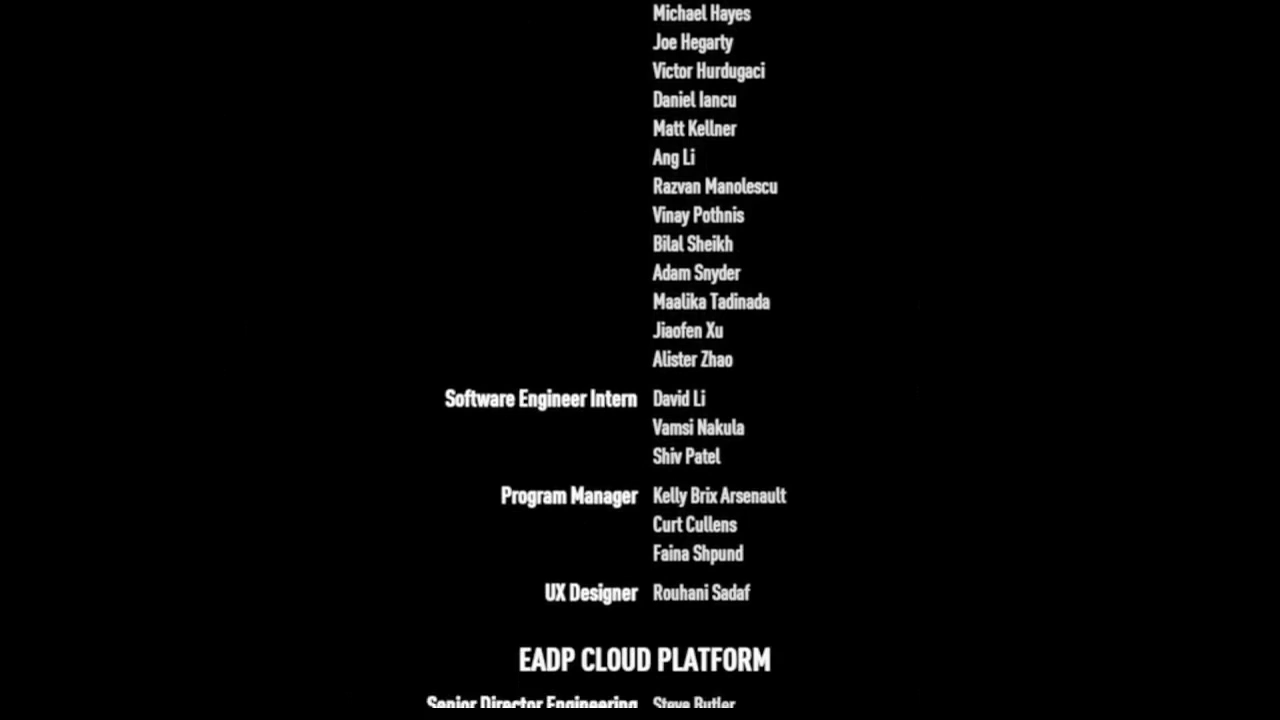 Michael Hayes
Joe Hegarty
Victor Hurdugaci
Daniel Iancu
Matt Kellner
Ang Li
Razvan Manolescu
Vinay Pothnis
Bilal Sheikh
Adam Snyder
Maalika Tadinada
Jiaofen Xu
Alister Zhao
Software Engineer Intern David Li
Vamsi Nakula
Shiv Patel
Program Manager Kelly Brix Arsenault
Curt Cullens
Faina Shpund
UX Designer Rouhani Sadaf
EADP CLOUD PLATFORM
Senior Director Engineering Steve Butler